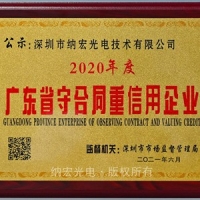 公示：深圳市纳宏光电技术有限公司
2020年度
广东省守合同重信用企业
GUANGDONG PROVINCE ENTERPRISE OF OBSERVING CONTRACT AND VALUING CREDIT
监督机关：深圳市市场监督管理局
二〇二一年六月
纳宏光电·版权所有